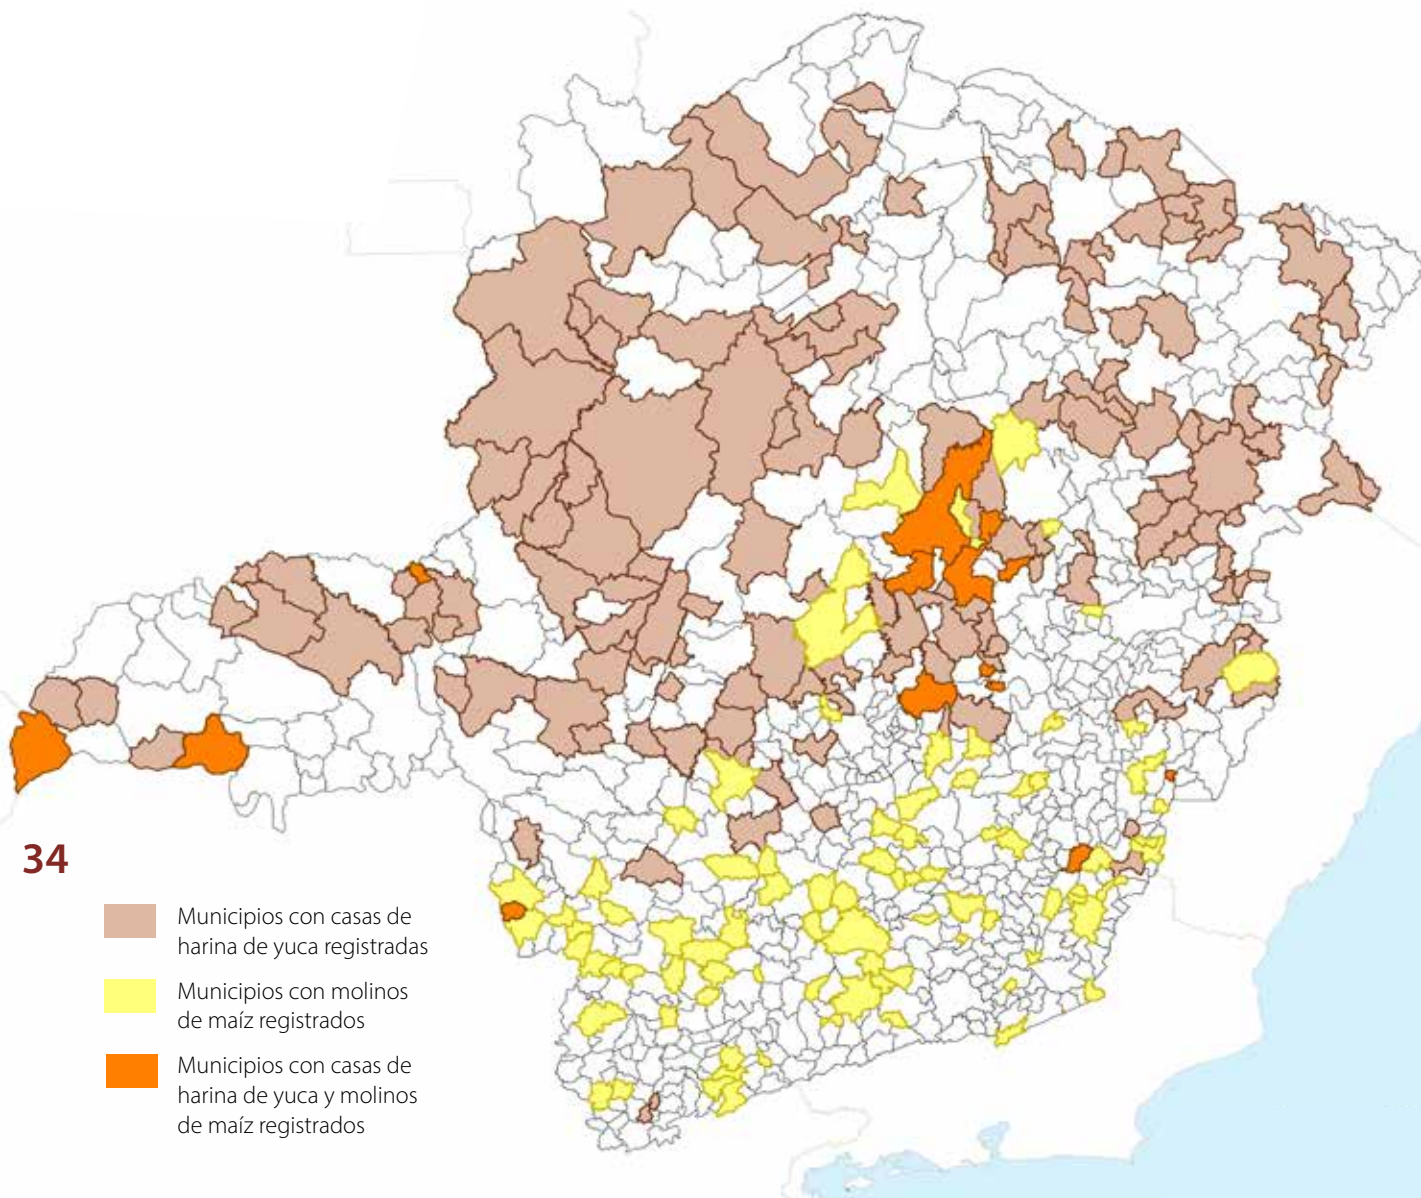 34
Municipios con casas de
harina de yuca registradas
Municipios con molinos
de maíz registrados
Municipios con casas de
harina de yuca y molinos
de maíz registrados